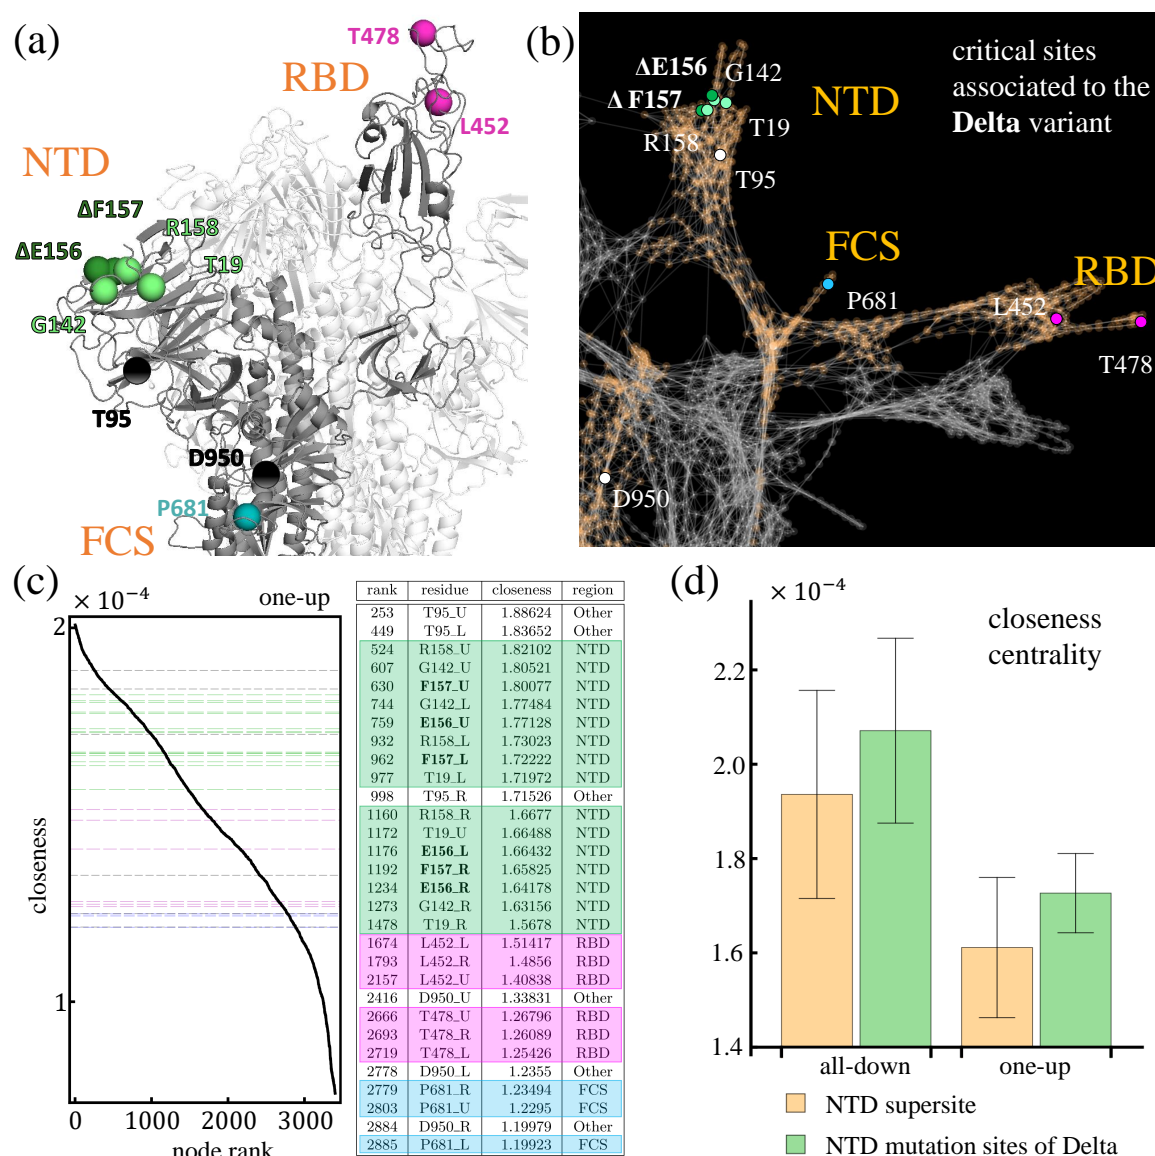 (a)
T478
RBD
L452
NTD
ΔF157
R158
ΔE156
T19
G142
T95
D950
P681
FCS
(b)
critical sites
associated to the
Delta variant
ΔE156
G142
NTD
Δ F157
T19
R158
T95
FCS
RBD
P681
L452
T478
D950
(c)
× 10⁻⁴
one-up
2
1
closeness
0 1000 2000 3000
node rank
rank residue closeness region
253 T95_U 1.88624 Other
449 T95_L 1.83652 Other
524 R158_U 1.82102 NTD
607 G142_U 1.80521 NTD
630 F157_U 1.80077 NTD
744 G142_L 1.77484 NTD
759 E156_U 1.77128 NTD
932 R158_L 1.73023 NTD
962 F157_L 1.72222 NTD
977 T19_L 1.71972 NTD
998 T95_R 1.71526 Other
1160 R158_R 1.6677 NTD
1172 T19_U 1.66488 NTD
1176 E156_L 1.66432 NTD
1192 F157_R 1.65825 NTD
1234 E156_R 1.64178 NTD
1273 G142_R 1.63156 NTD
1478 T19_R 1.5678 NTD
1674 L452_L 1.51417 RBD
1793 L452_R 1.4856 RBD
2157 L452_U 1.40838 RBD
2416 D950_U 1.33831 Other
2666 T478_U 1.26796 RBD
2693 T478_R 1.26089 RBD
2719 T478_L 1.25426 RBD
2778 D950_L 1.2355 Other
2779 P681_R 1.23494 FCS
2803 P681_U 1.2295 FCS
2884 D950_R 1.19979 Other
2885 P681_L 1.19923 FCS
(d)
× 10⁻⁴
closeness
centrality
2.2
2.0
1.8
1.6
1.4
all-down one-up
NTD supersite
NTD mutation sites of Delta